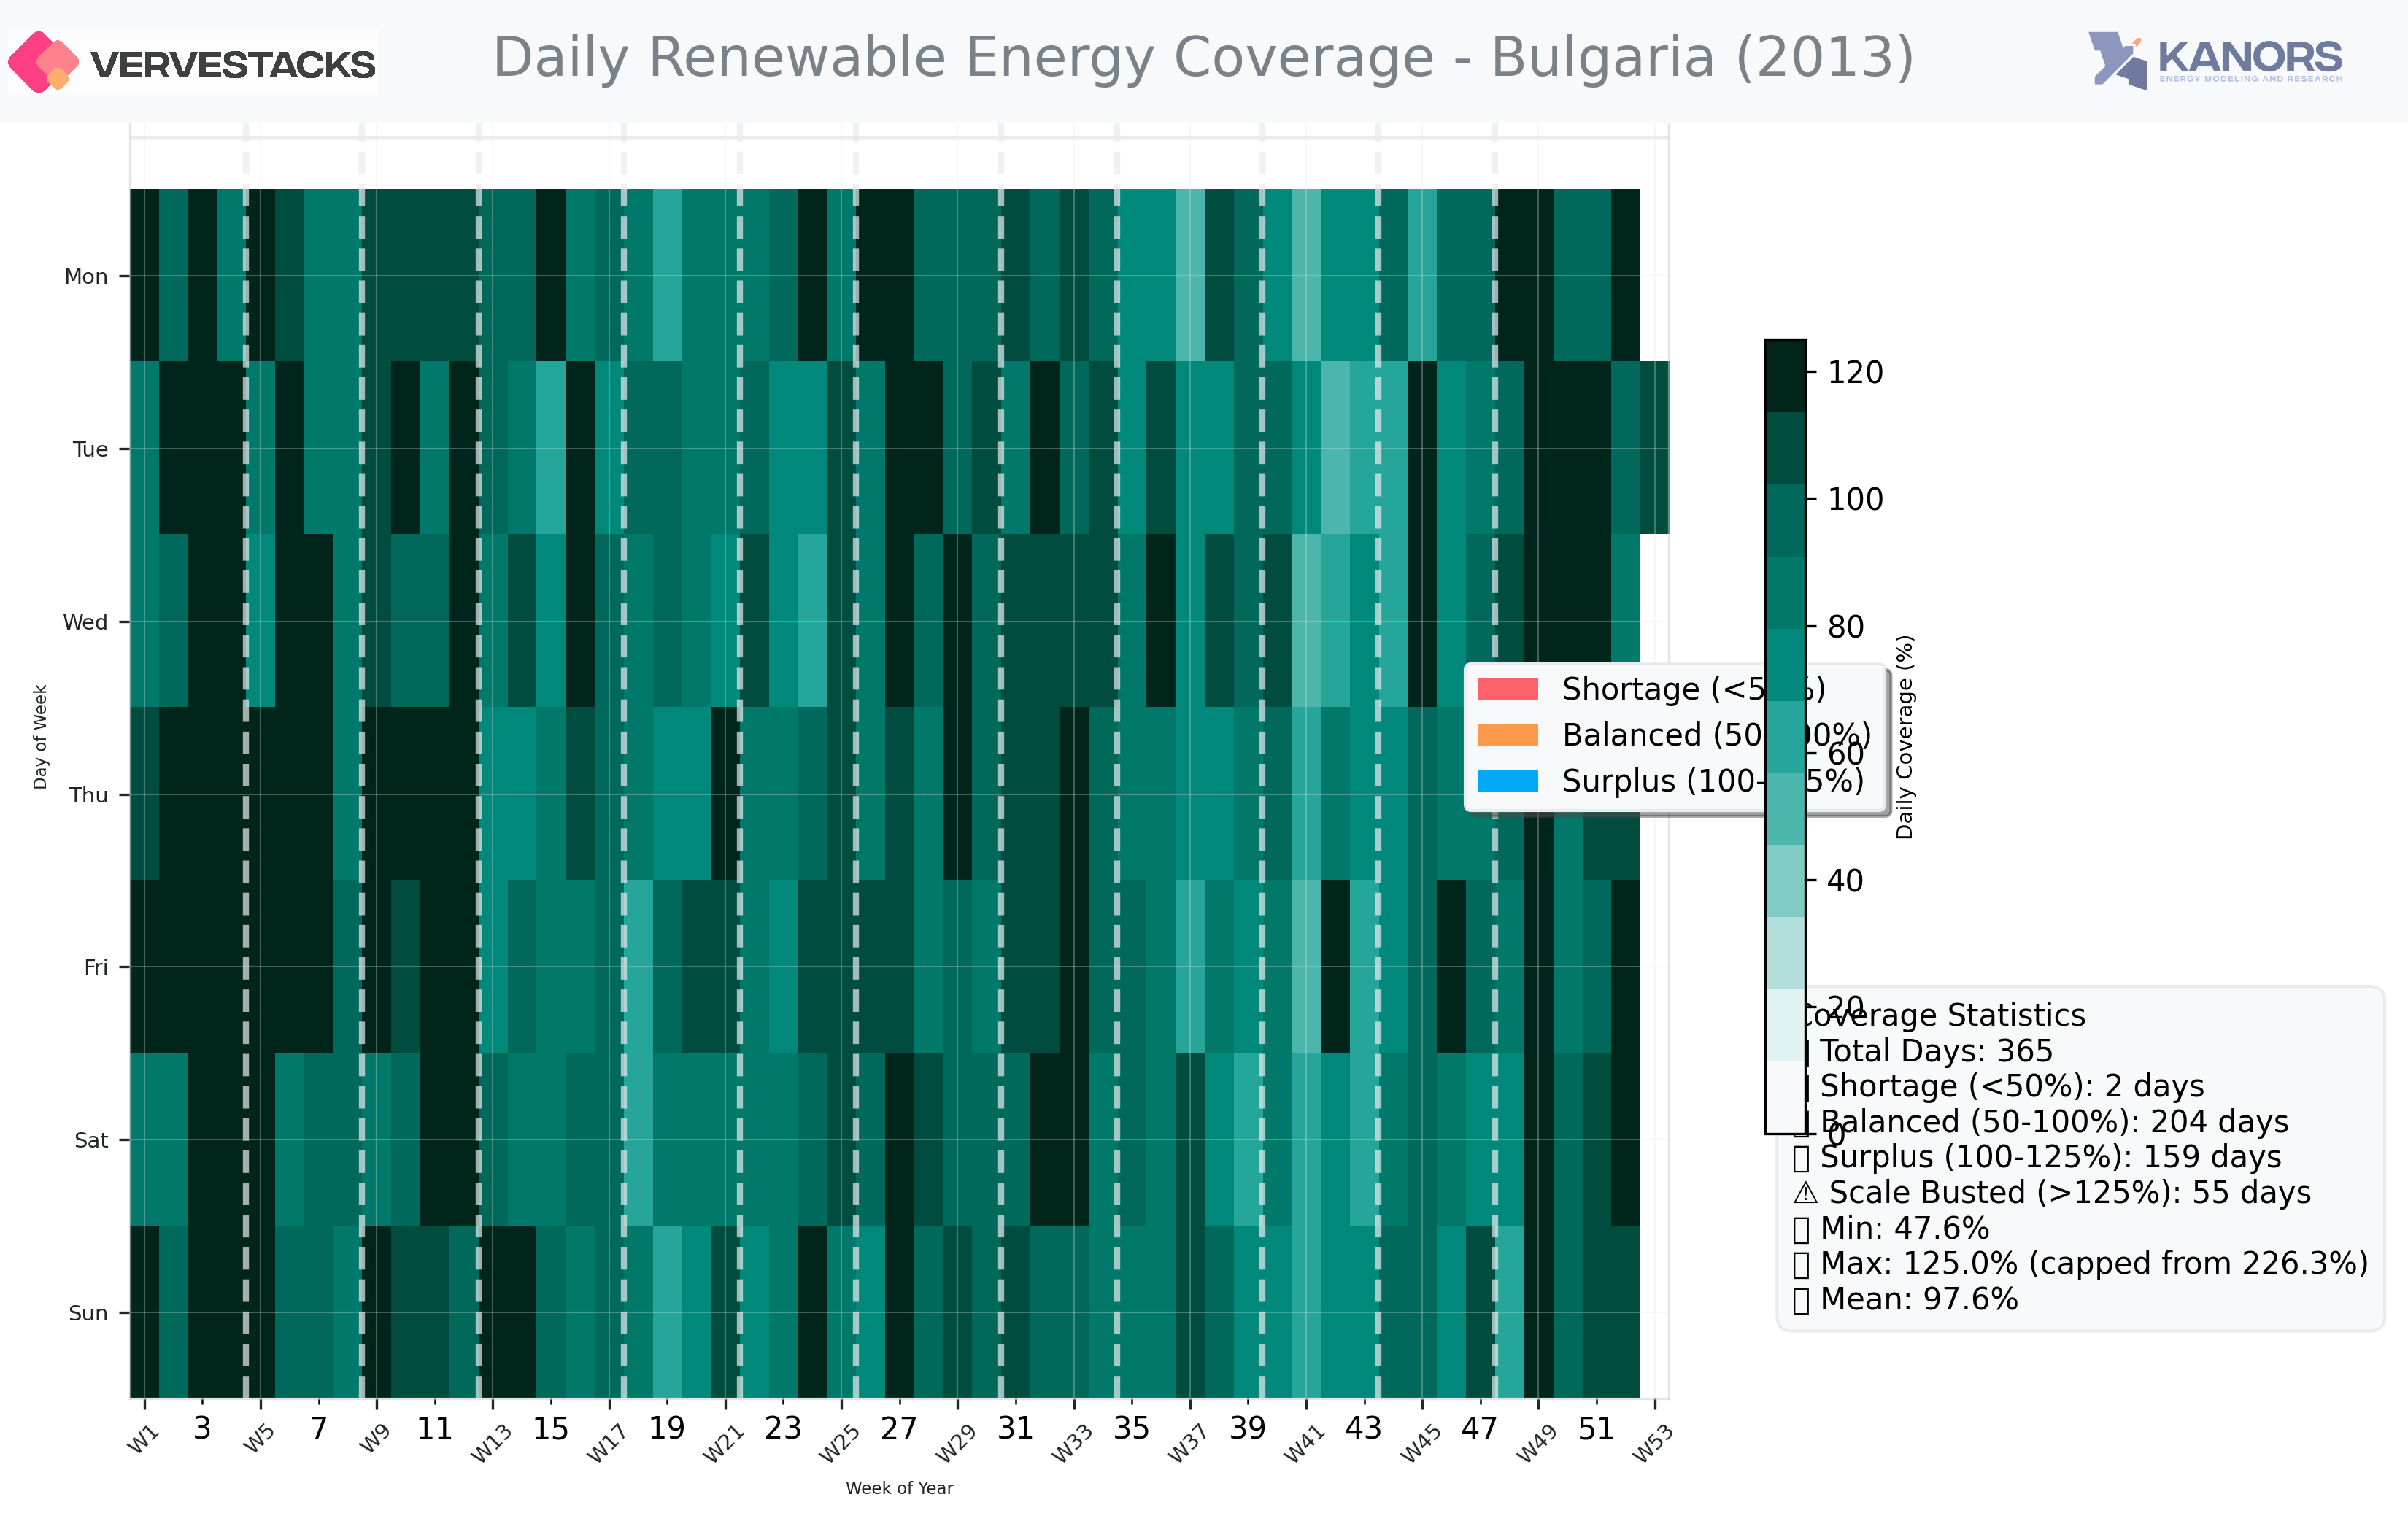 VERVESTACKS
Daily Renewable Energy Coverage - Bulgaria (2013)
KANORS
ENERGY MODELING AND RESEARCH
Mon
Tue
Wed
Thu
Fri
Sat
Sun
Day of Week
W1
3
W5
7
W9
11
W13
15
W17
19
W21
23
W25
27
W29
31
W33
35
W37
39
W41
43
W45
47
W49
51
W53
Week of Year
Shortage
Balanced
Surplus
120
100
80
60
40
20
0
Daily Coverage (%)
Coverage Statistics
Total Days: 365
Shortage (<50%): 2 days
Balanced (50-100%): 204 days
Surplus (100-125%): 159 days
⚠ Scale Busted (>125%): 55 days
Min: 47.6%
Max: 125.0% (capped from 226.3%)
Mean: 97.6%